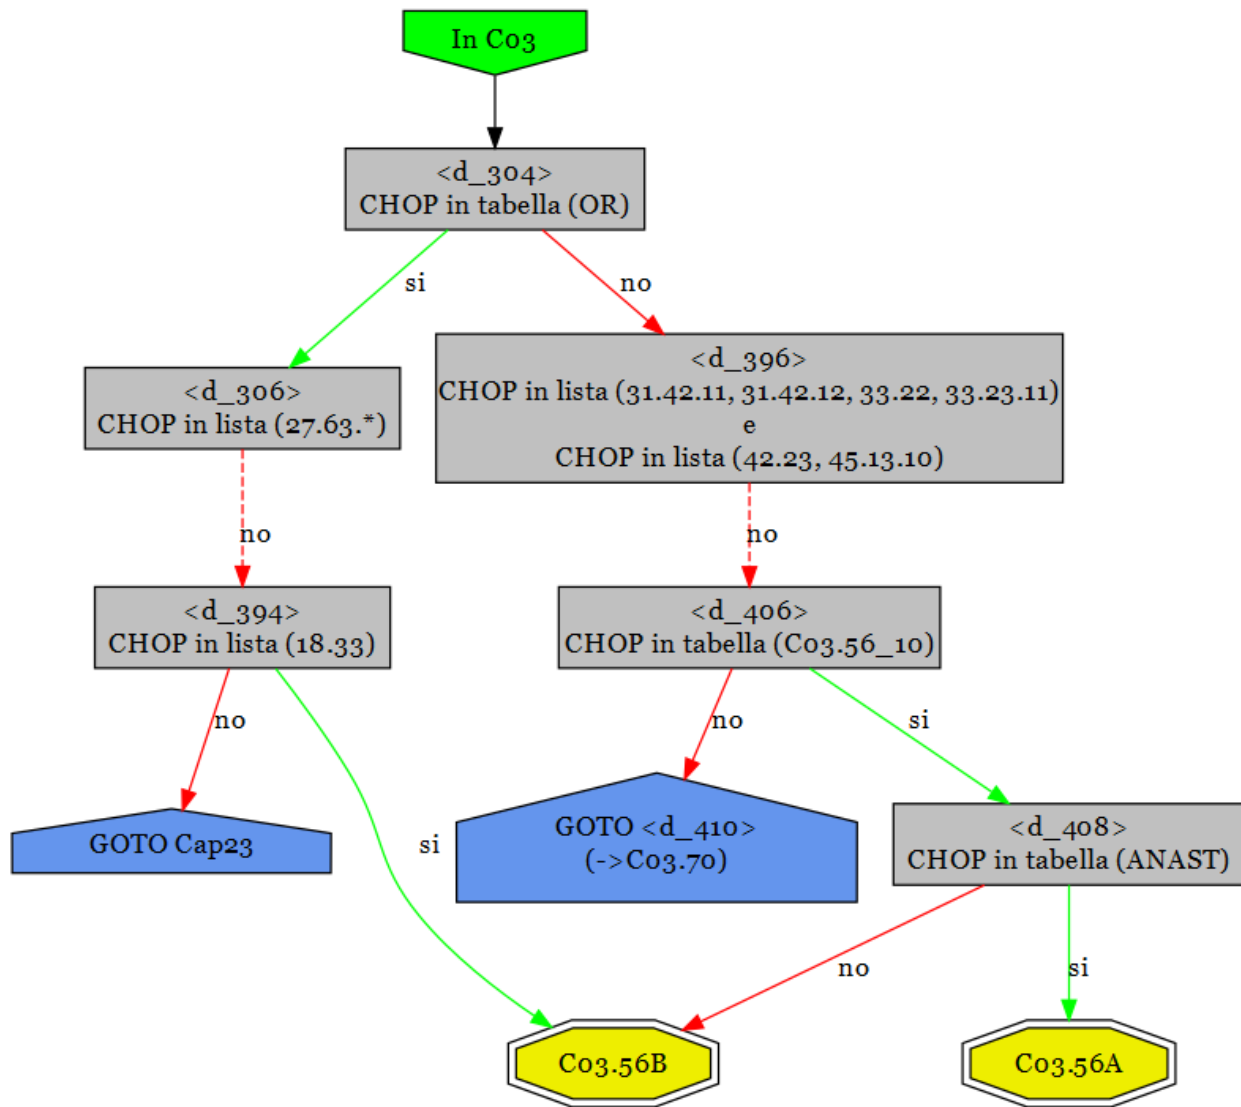 In C03
<d_304>
CHOP in tabella (OR)
si
no
<d_306>
CHOP in lista (27.63.*)
<d_396>
CHOP in lista (31.42.11, 31.42.12, 33.22, 33.23.11)
e
CHOP in lista (42.23, 45.13.10)
no
no
<d_394>
CHOP in lista (18.33)
<d_406>
CHOP in tabella (C03.56_10)
no
si
no
si
GOTO Cap23
GOTO <d_410>
(->C03.70)
<d_408>
CHOP in tabella (ANAST)
no
si
C03.56B
C03.56A